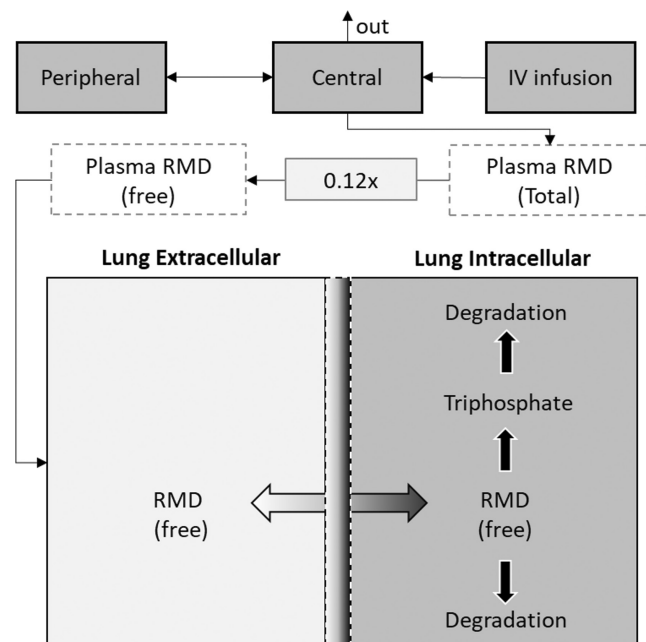 out
Peripheral
Central
IV infusion
Plasma RMD
(free)
0.12x
Plasma RMD
(Total)
Lung Extracellular
Lung Intracellular
Degradation
Triphosphate
RMD
(free)
RMD
(free)
Degradation